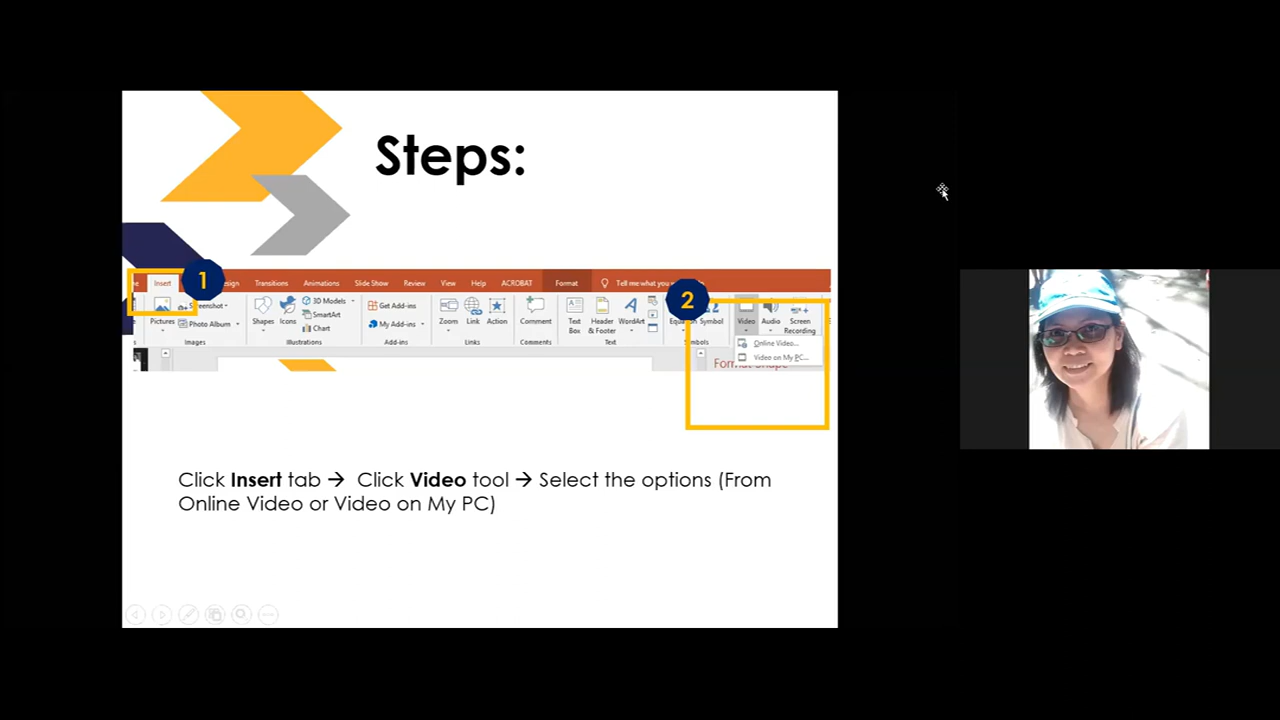 Steps:
1
Insert
Transitions Animations Slide Show Review View Help ACROBAT Format Tell me what you
2
Pictures
Photo Album
Shapes
Icons
3D Models
SmartArt
Chart
Get Add-ins
My Add-ins
Zoom
Link
Action
Comment
Text Box
Header & Footer
WordArt
Symbol
Video
Audio
Screen Recording
Images Illustrations Add-ins Links Comments Text
Online Video...
Video on My PC...
Click Insert tab → Click Video tool → Select the options (From
Online Video or Video on My PC)